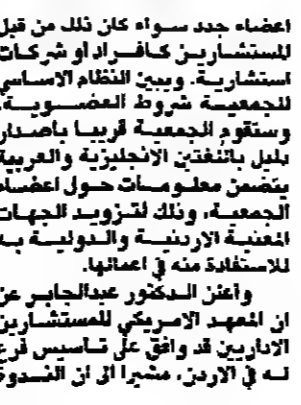 اعضاء جدد سواء كان ذلك من قبل
المستشارين كافراد او شركات
استشارية. ويبين النظام الاساسي
للجمعية شروط العضوية.
وستقوم الجمعية قريبا باصدار
دليل باللغتين الانجليزية والعربية
يتضمن معلومات حول اعضاء
الجمعية، وذلك لتزويد الجهات
المعنية الاردنية والدولية به
للاستفادة منه في اعمالها.
واعلن الدكتور عبدالجابر عن
ان المعهد الامريكي للمستشارين
الاداريين قد وافق على تاسيس فرع
له في الاردن، مشيرا الى ان الندوة